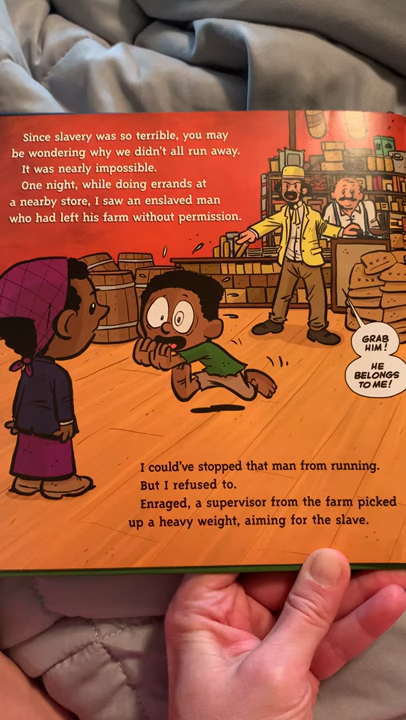 Since slavery was so terrible, you may
be wondering why we didn't all run away.
It was nearly impossible.
One night, while doing errands at
a nearby store, I saw an enslaved man
who had left his farm without permission.
GRAB
HIM!
HE
BELONGS
TO ME!
I could've stopped that man from running.
But I refused to.
Enraged, a supervisor from the farm picked
up a heavy weight, aiming for the slave.